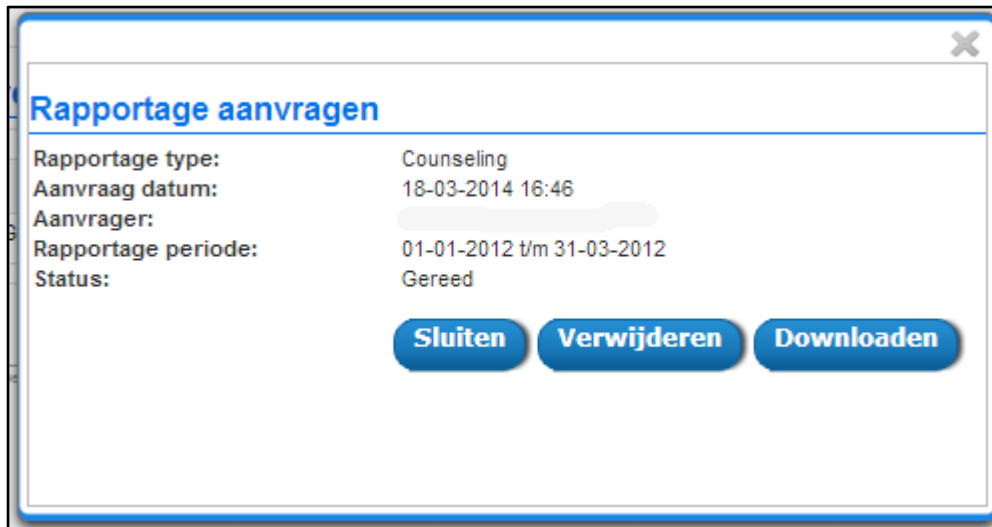 Rapportage aanvragen
Rapportage type: Counseling
Aanvraag datum: 18-03-2014 16:46
Aanvrager:
Rapportage periode: 01-01-2012 t/m 31-03-2012
Status: Gereed
Sluiten Verwijderen Downloaden